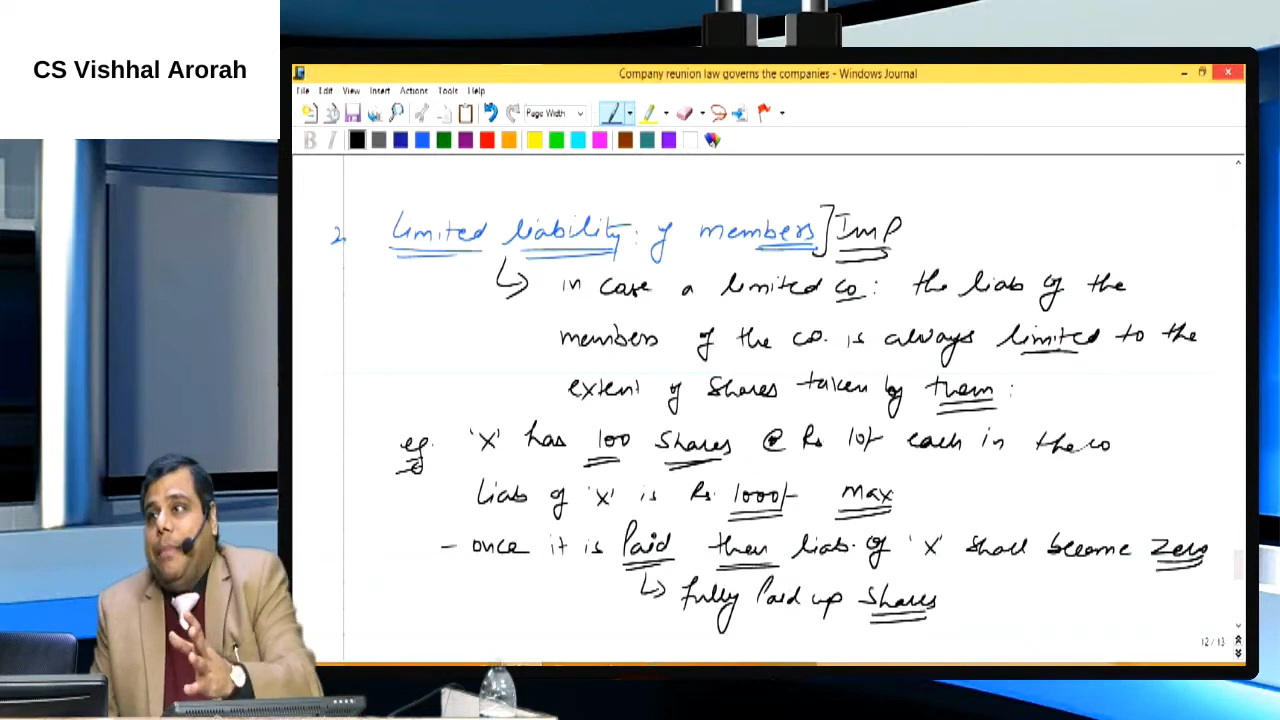 CS Vishhal Arorah
Company reunion law governs the companies - Windows Journal
File Edit View Insert Actions Tools Help
Page Width
B I
2. Limited liability: of members] IMP
in case a limited co: the liab of the
members of the co. is always limited to the
extent of shares taken by them:
eg. 'X' has 100 shares @ Rs 10/- each in the co
liab of 'X' is Rs. 1000/- max
- once it is Paid then liab. of 'X' shall become zero
fully Paid up shares
12 / 13